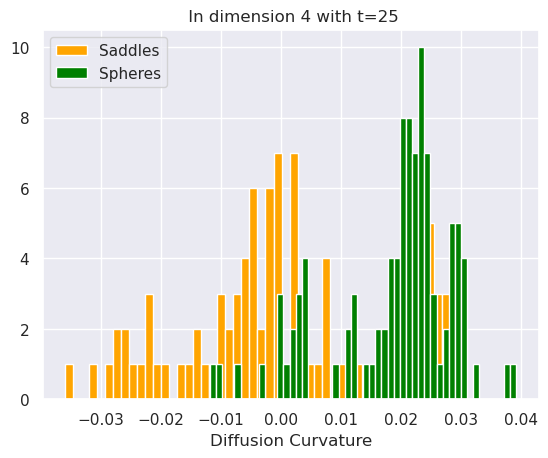 In dimension 4 with t=25
Saddles
Spheres
10
8
6
4
2
0
−0.03 −0.02 −0.01 0.00 0.01 0.02 0.03 0.04
Diffusion Curvature